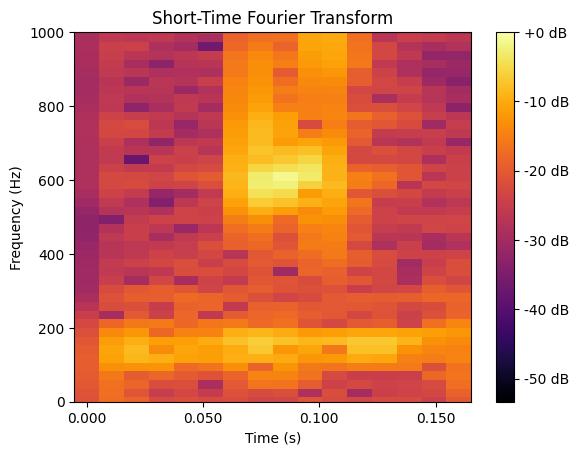 Short-Time Fourier Transform
1000
800
600
400
200
0
Frequency (Hz)
0.000
0.050
0.100
0.150
Time (s)
+0 dB
-10 dB
-20 dB
-30 dB
-40 dB
-50 dB